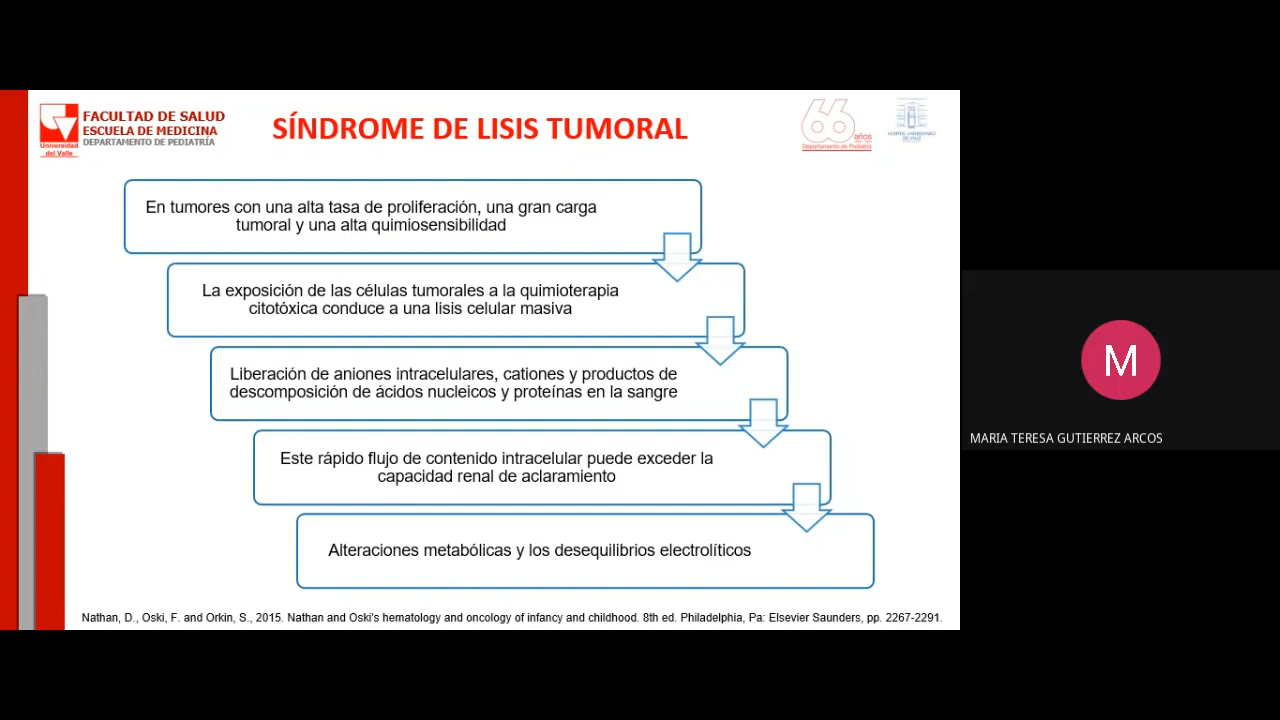 FACULTAD DE SALUD
ESCUELA DE MEDICINA
DEPARTAMENTO DE PEDIATRÍA
Universidad
del Valle
SÍNDROME DE LISIS TUMORAL
66
años
Departamento de Pediatría
HOSPITAL UNIVERSITARIO
DEL VALLE
En tumores con una alta tasa de proliferación, una gran carga
tumoral y una alta quimiosensibilidad
La exposición de las células tumorales a la quimioterapia
citotóxica conduce a una lisis celular masiva
Liberación de aniones intracelulares, cationes y productos de
descomposición de ácidos nucleicos y proteínas en la sangre
Este rápido flujo de contenido intracelular puede exceder la
capacidad renal de aclaramiento
Alteraciones metabólicas y los desequilibrios electrolíticos
Nathan, D., Oski, F. and Orkin, S., 2015. Nathan and Oski's hematology and oncology of infancy and childhood. 8th ed. Philadelphia, Pa: Elsevier Saunders, pp. 2267-2291.
M
MARIA TERESA GUTIERREZ ARCOS